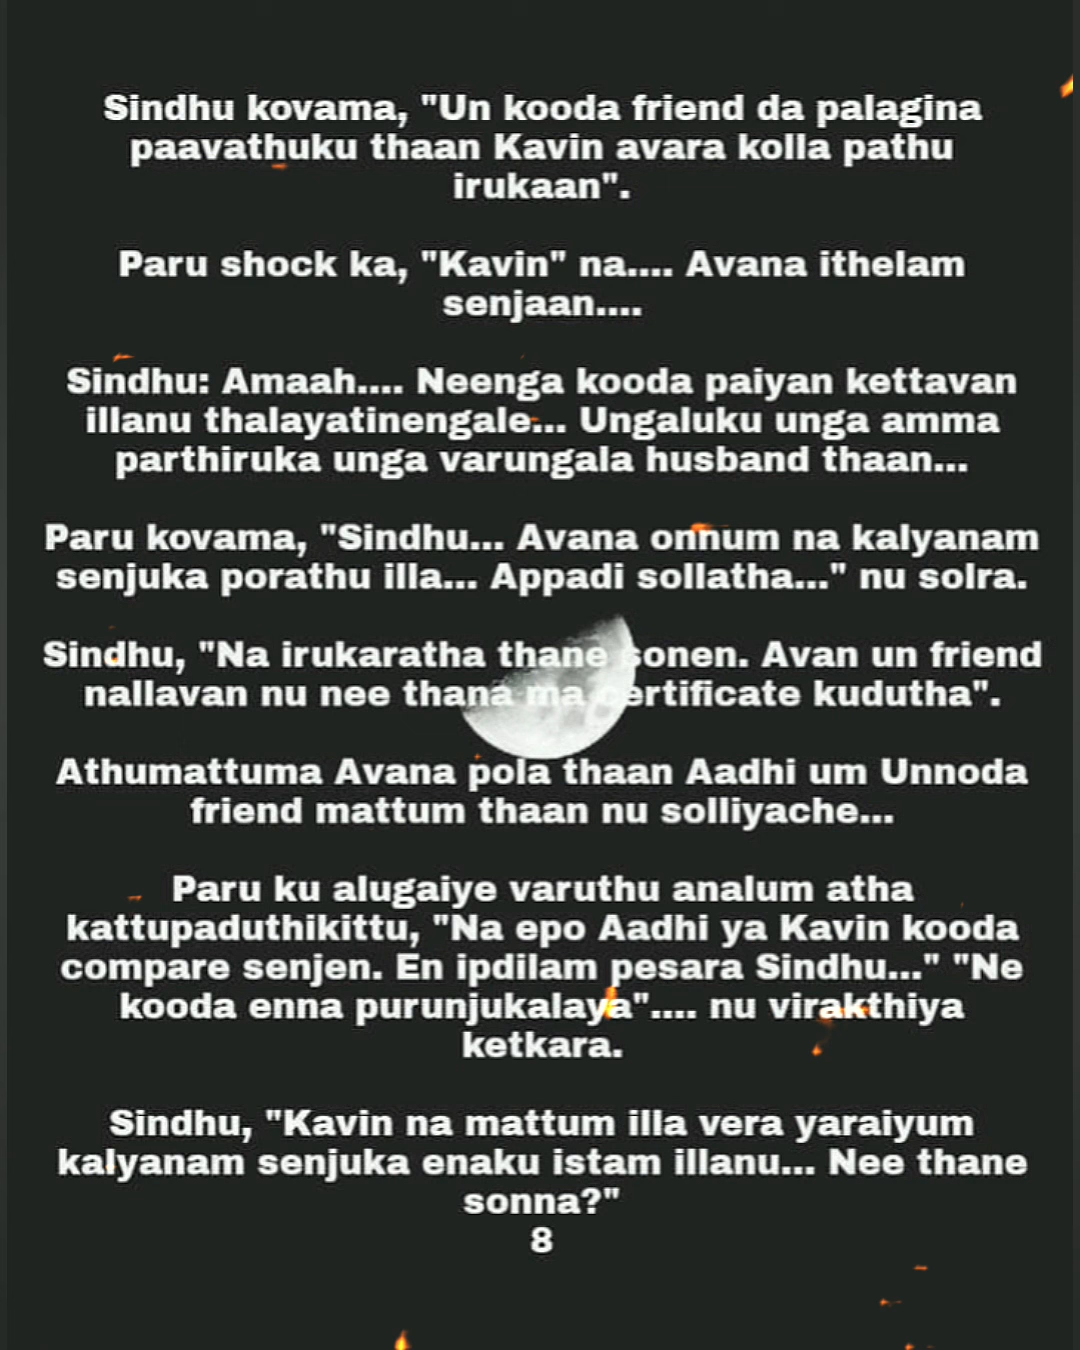 Sindhu kovama, "Un kooda friend da palagina
paavathuku thaan Kavin avara kolla pathu
irukaan".
Paru shock ka, "Kavin" na.... Avana ithelam
senjaan....
Sindhu: Amaah.... Neenga kooda paiyan kettavan
illanu thalayatinengale... Ungaluku unga amma
parthiruka unga varungala husband thaan...
Paru kovama, "Sindhu... Avana onnum na kalyanam
senjuka porathu illa... Appadi sollatha..." nu solra.
Sindhu, "Na irukaratha thane sonen. Avan un friend
nallavan nu nee thana ma certificate kudutha".
Athumattuma Avana pola thaan Aadhi um Unnoda
friend mattum thaan nu solliyache...
Paru ku alugaiye varuthu analum atha
kattupaduthikittu, "Na epo Aadhi ya Kavin kooda
compare senjen. En ipdilam pesara Sindhu..." "Ne
kooda enna purunjukalaya".... nu virakthiya
ketkara.
Sindhu, "Kavin na mattum illa vera yaraiyum
kalyanam senjuka enaku istam illanu... Nee thane
sonna?"
8